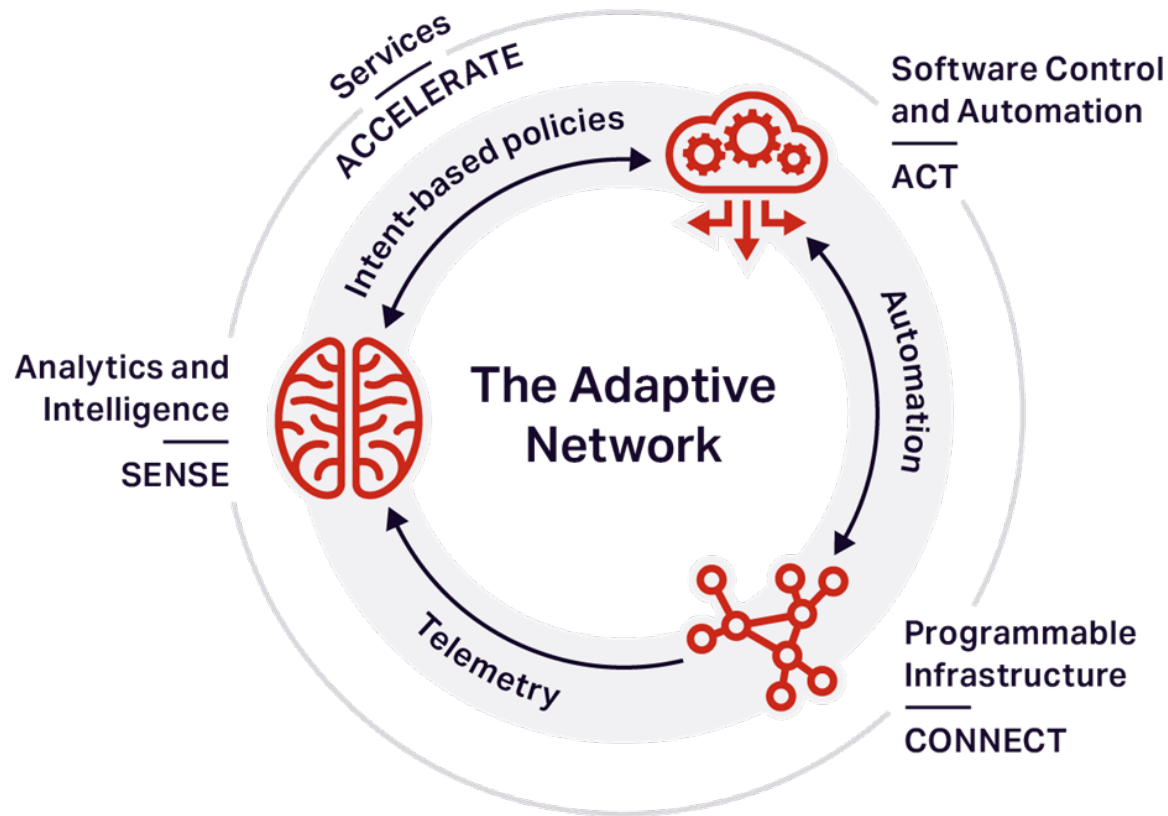 Services
ACCELERATE
Intent-based policies
Software Control
and Automation
ACT
Automation
Analytics and
Intelligence
SENSE
The Adaptive
Network
Telemetry
Programmable
Infrastructure
CONNECT